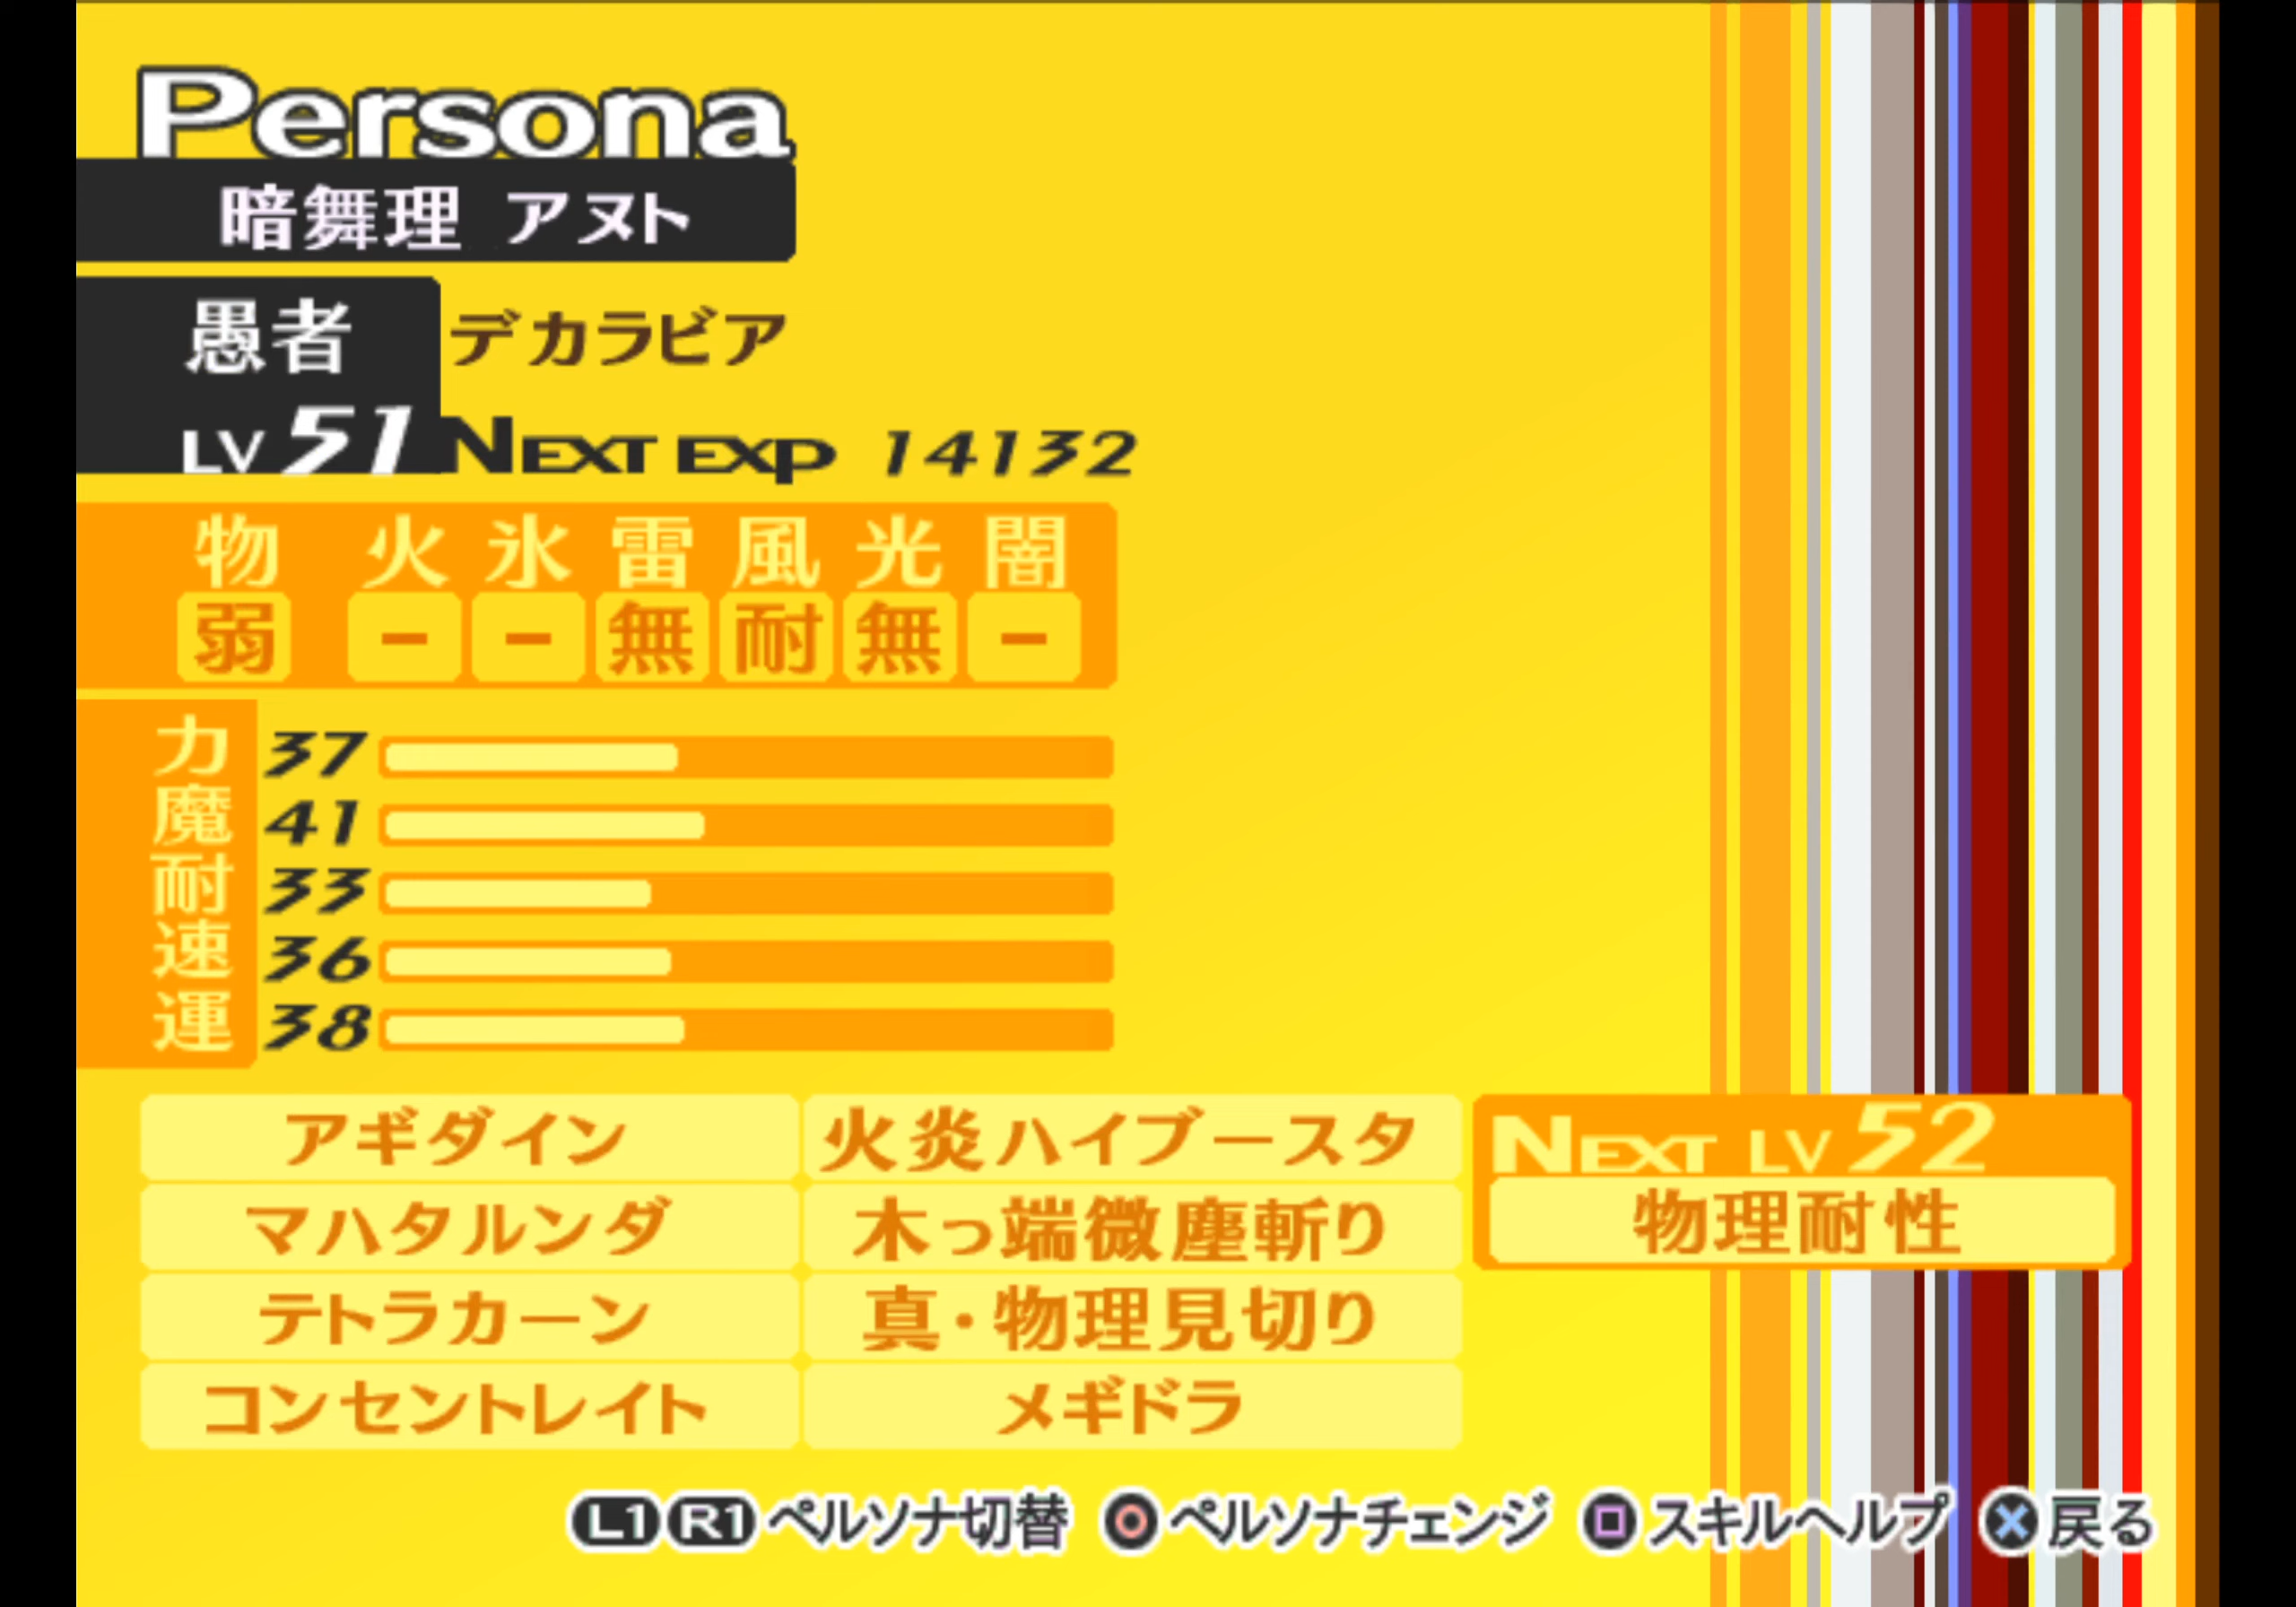 Persona
暗舞理 アヌト
愚者 デカラビア
LV 51 NEXT EXP 14132
物 火 氷 雷 風 光 闇
弱 － － 無 耐 無 －
力 37
魔 41
耐 33
速 36
運 38
アギダイン 火炎ハイブースタ NEXT LV 52
マハタルンダ 木っ端微塵斬り 物理耐性
テトラカーン 真・物理見切り
コンセントレイト メギドラ
L1 R1 ペルソナ切替 ペルソナチェンジ スキルヘルプ 戻る